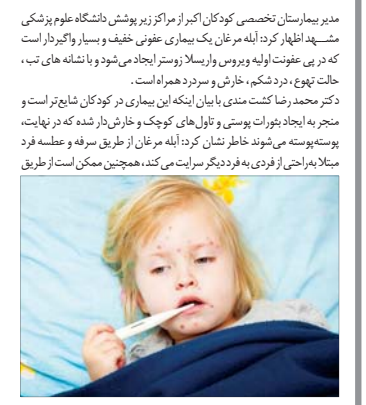 مدیر بیمارستان تخصصی کودکان اکبر از مراکز زیر پوشش دانشگاه علوم پزشکی
مشـــهد اظهار کرد: آبله مرغان یک بیماری عفونی خفیف و بسیار واگیردار است
که در پی عفونت اولیه ویروس واریسلا زوستر ایجاد می‌شود و با نشانه های تب ،
حالت تهوع ، درد شکم ، خارش و سردرد همراه است .
دکتر محمد رضا کشت مندی با بیان اینکه این بیماری در کودکان شایع‌تر است و
منجر به ایجاد بثورات پوستی و تاول‌های کوچک و خارش‌دار شده که در نهایت،
پوسته‌پوسته می‌شوند خاطر نشان کرد: آبله مرغان از طریق سرفه و عطسه فرد
مبتلا به‌راحتی از فردی به فرد دیگر سرایت می‌کند، همچنین ممکن است از طریق